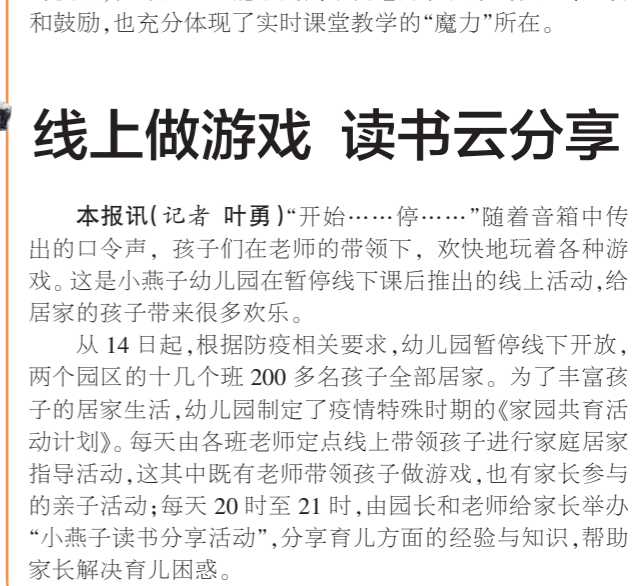 和鼓励,也充分体现了实时课堂教学的“魔力”所在。
线上做游戏 读书云分享
本报讯(记者 叶勇)“开始……停……”随着音箱中传
出的口令声，孩子们在老师的带领下，欢快地玩着各种游
戏。这是小燕子幼儿园在暂停线下课后推出的线上活动,给
居家的孩子带来很多欢乐。
从 14 日起,根据防疫相关要求,幼儿园暂停线下开放,
两个园区的十几个班 200 多名孩子全部居家。为了丰富孩
子的居家生活,幼儿园制定了疫情特殊时期的《家园共育活
动计划》。每天由各班老师定点线上带领孩子进行家庭居家
指导活动,这其中既有老师带领孩子做游戏,也有家长参与
的亲子活动;每天 20 时至 21 时,由园长和老师给家长举办
“小燕子读书分享活动”,分享育儿方面的经验与知识,帮助
家长解决育儿困惑。